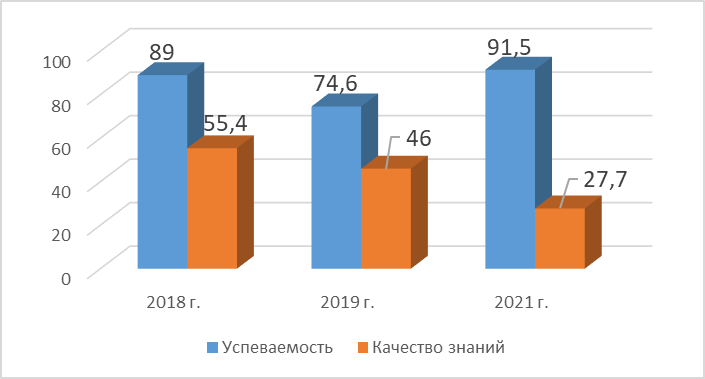 91,5
89
100
74,6
80
55,4
46
60
27,7
40
20
0
2018 г.
2019 г.
2021 г.
Успеваемость
Качество знаний